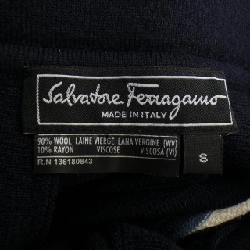 Salvatore Ferragamo
MADE IN ITALY
90% WOOL LAINE VIERGE LANA VERGINE (WV)
10% RAYON VISCOSE VISCOSA (VI)
R.N 136180843
S